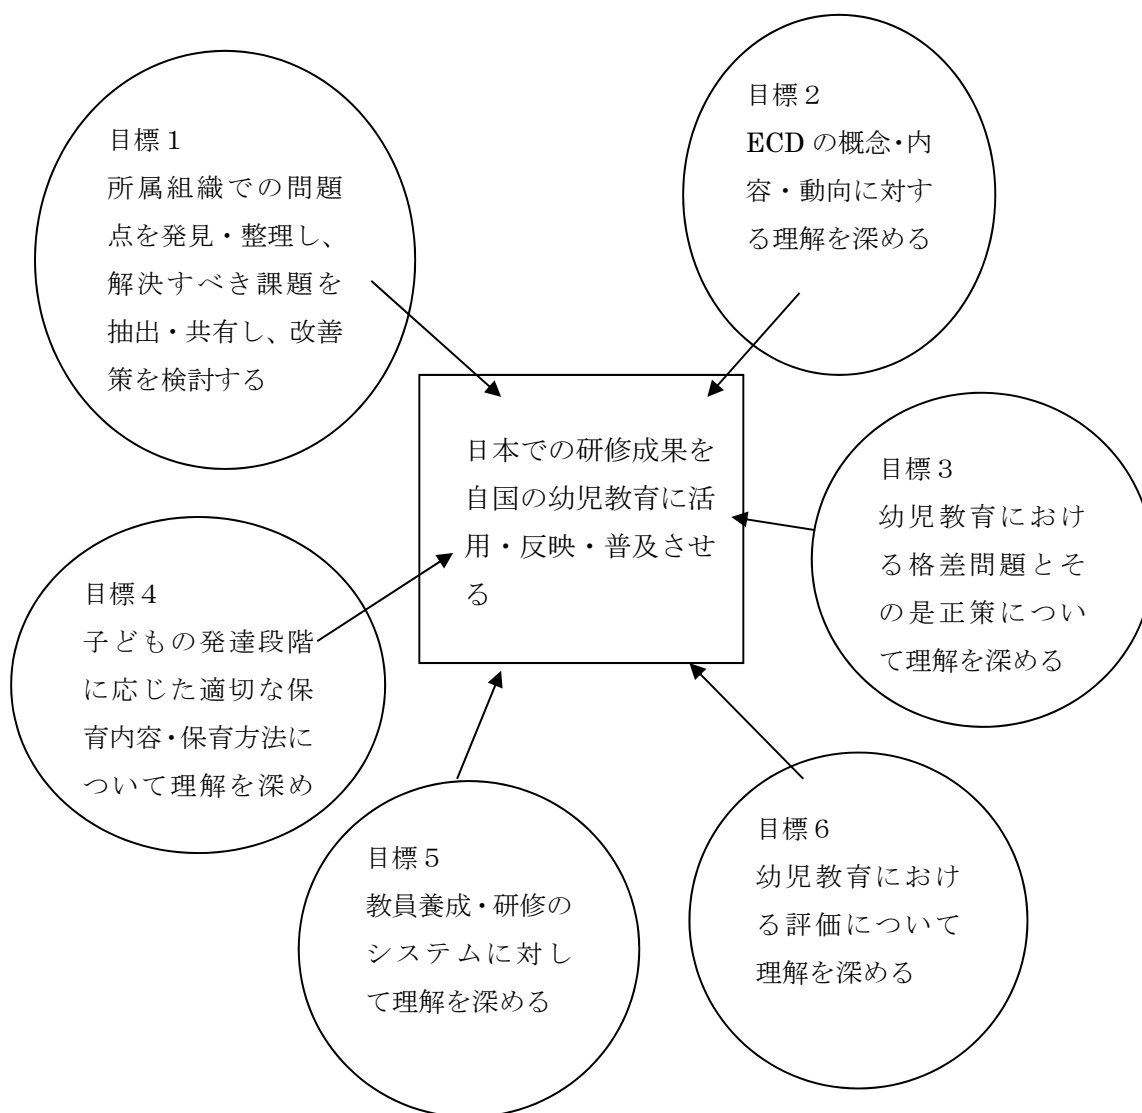 目標１
所属組織での問題
点を発見・整理し、
解決すべき課題を
抽出・共有し、改善
策を検討する
目標２
ECD の概念・内
容・動向に対す
る理解を深める
日本での研修成果を
自国の幼児教育に活
用・反映・普及させ
る
目標３
幼児教育におけ
る格差問題とそ
の是正策につい
て理解を深める
目標４
子どもの発達段階
に応じた適切な保
育内容・保育方法に
ついて理解を深め
目標５
教員養成・研修の
システムに対し
て理解を深める
目標６
幼児教育におけ
る評価について
理解を深める